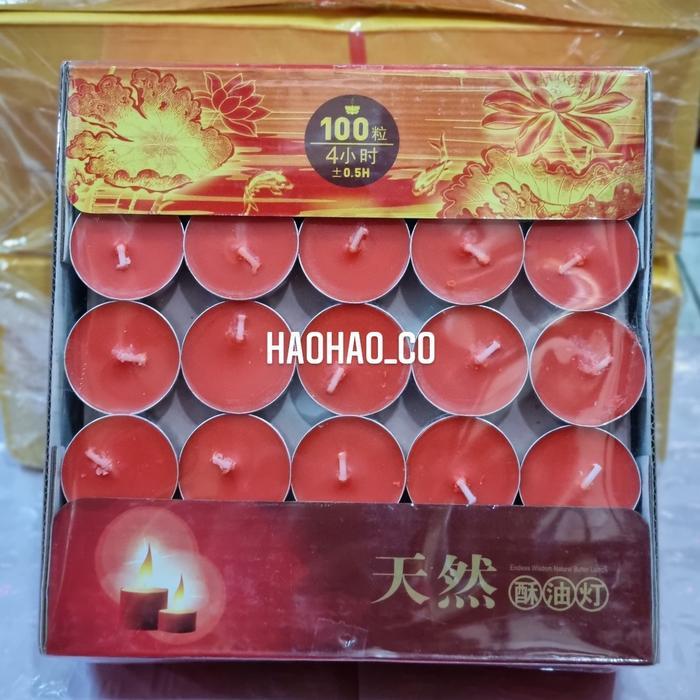 100粒
4小时
±0.5H
HAOHAO_CO
天然
Endless Wisdom Natural Butter Lamps
酥油灯